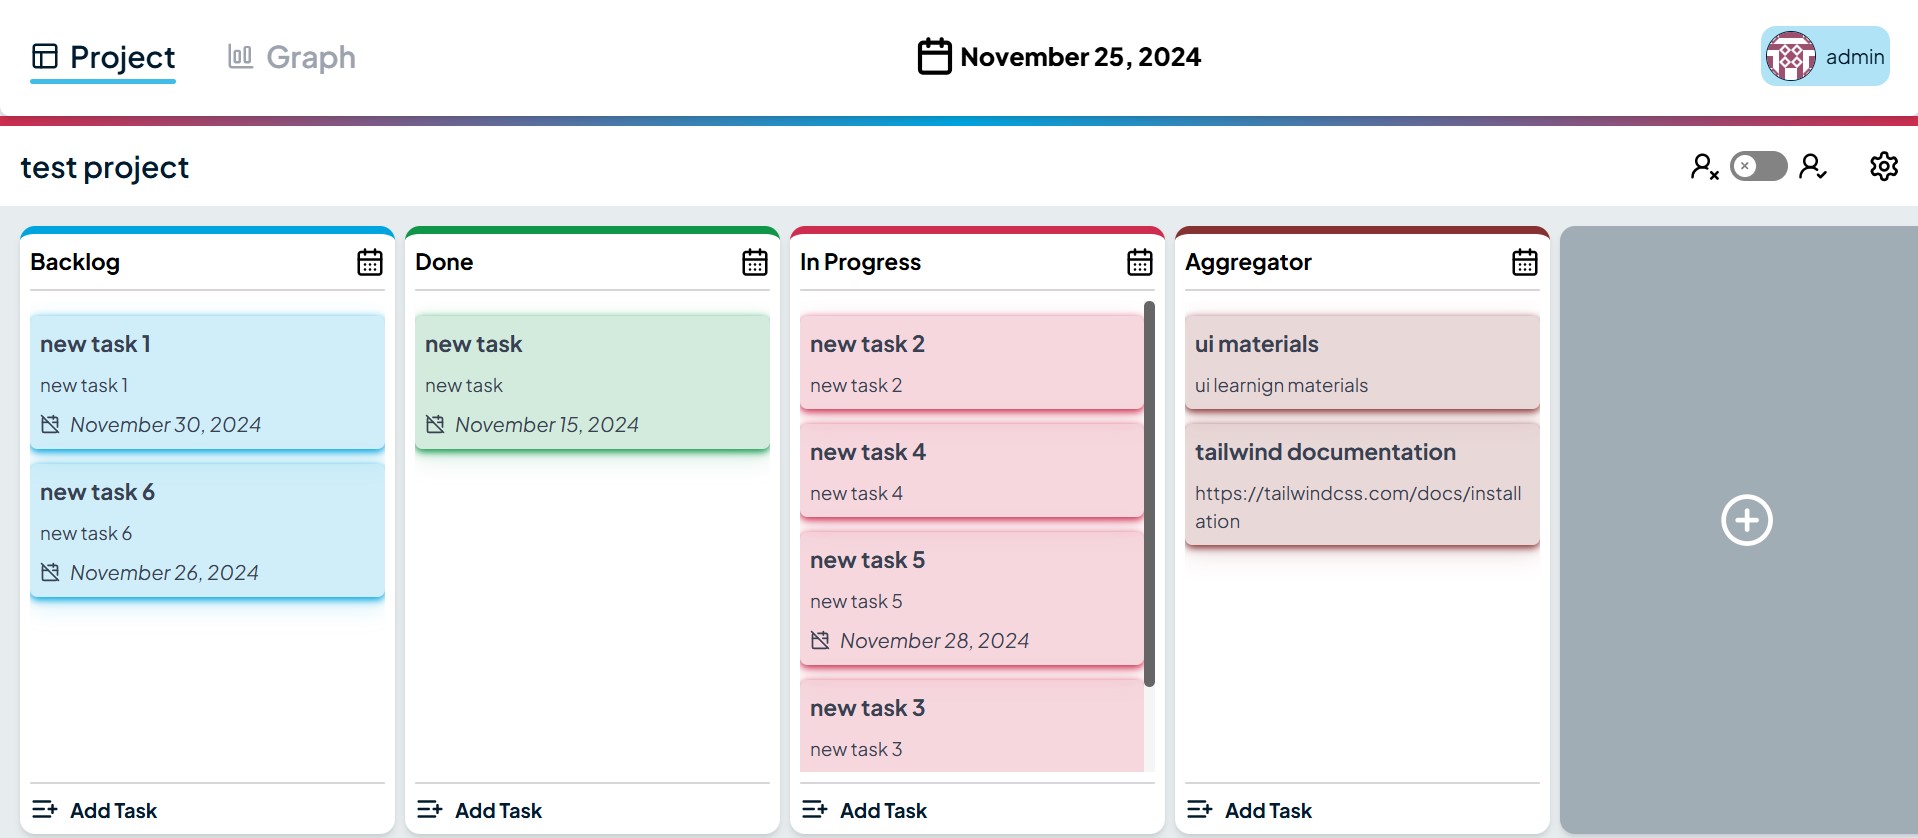 Project
Graph
November 25, 2024
admin
test project
Backlog
new task 1
new task 1
November 30, 2024
new task 6
new task 6
November 26, 2024
Add Task
Done
new task
new task
November 15, 2024
Add Task
In Progress
new task 2
new task 2
new task 4
new task 4
new task 5
new task 5
November 28, 2024
new task 3
new task 3
Add Task
Aggregator
ui materials
ui learnign materials
tailwind documentation
https://tailwindcss.com/docs/install
ation
Add Task